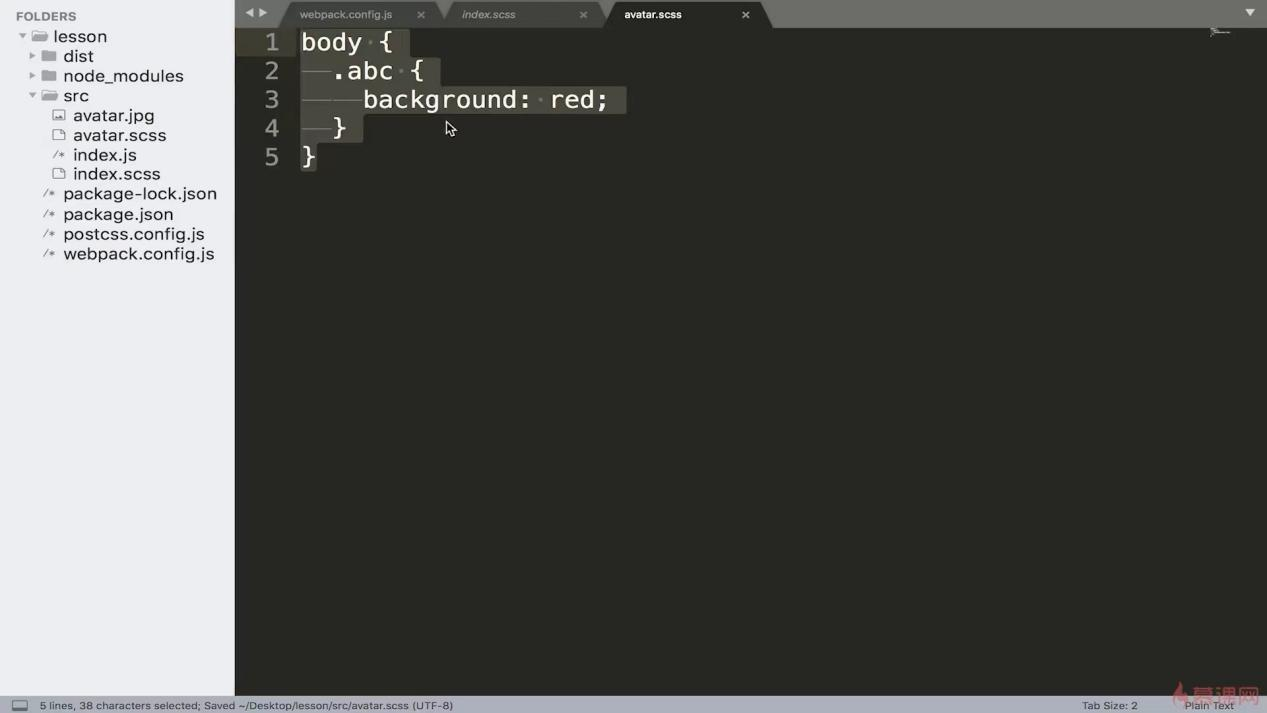 FOLDERS
lesson
dist
node_modules
src
avatar.jpg
avatar.scss
index.js
index.scss
package-lock.json
package.json
postcss.config.js
webpack.config.js
webpack.config.js
index.scss
avatar.scss
1 body {
2 .abc {
3 background: red;
4 }
5 }
5 lines, 38 characters selected; Saved ~/Desktop/lesson/src/avatar.scss (UTF-8)
Tab Size: 2
Plain Text
慕课网